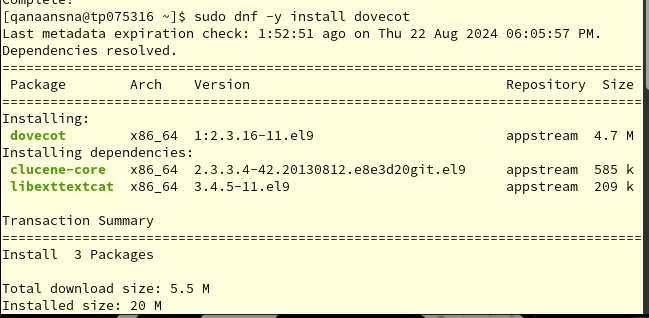 Complete!
[qanaansna@tp075316 ~]$ sudo dnf -y install dovecot
Last metadata expiration check: 1:52:51 ago on Thu 22 Aug 2024 06:05:57 PM.
Dependencies resolved.
================================================================================
Package Arch Version Repository Size
================================================================================
Installing:
dovecot x86_64 1:2.3.16-11.el9 appstream 4.7 M
Installing dependencies:
clucene-core x86_64 2.3.3.4-42.20130812.e8e3d20git.el9 appstream 585 k
libexttextcat x86_64 3.4.5-11.el9 appstream 209 k
Transaction Summary
================================================================================
Install 3 Packages
Total download size: 5.5 M
Installed size: 20 M